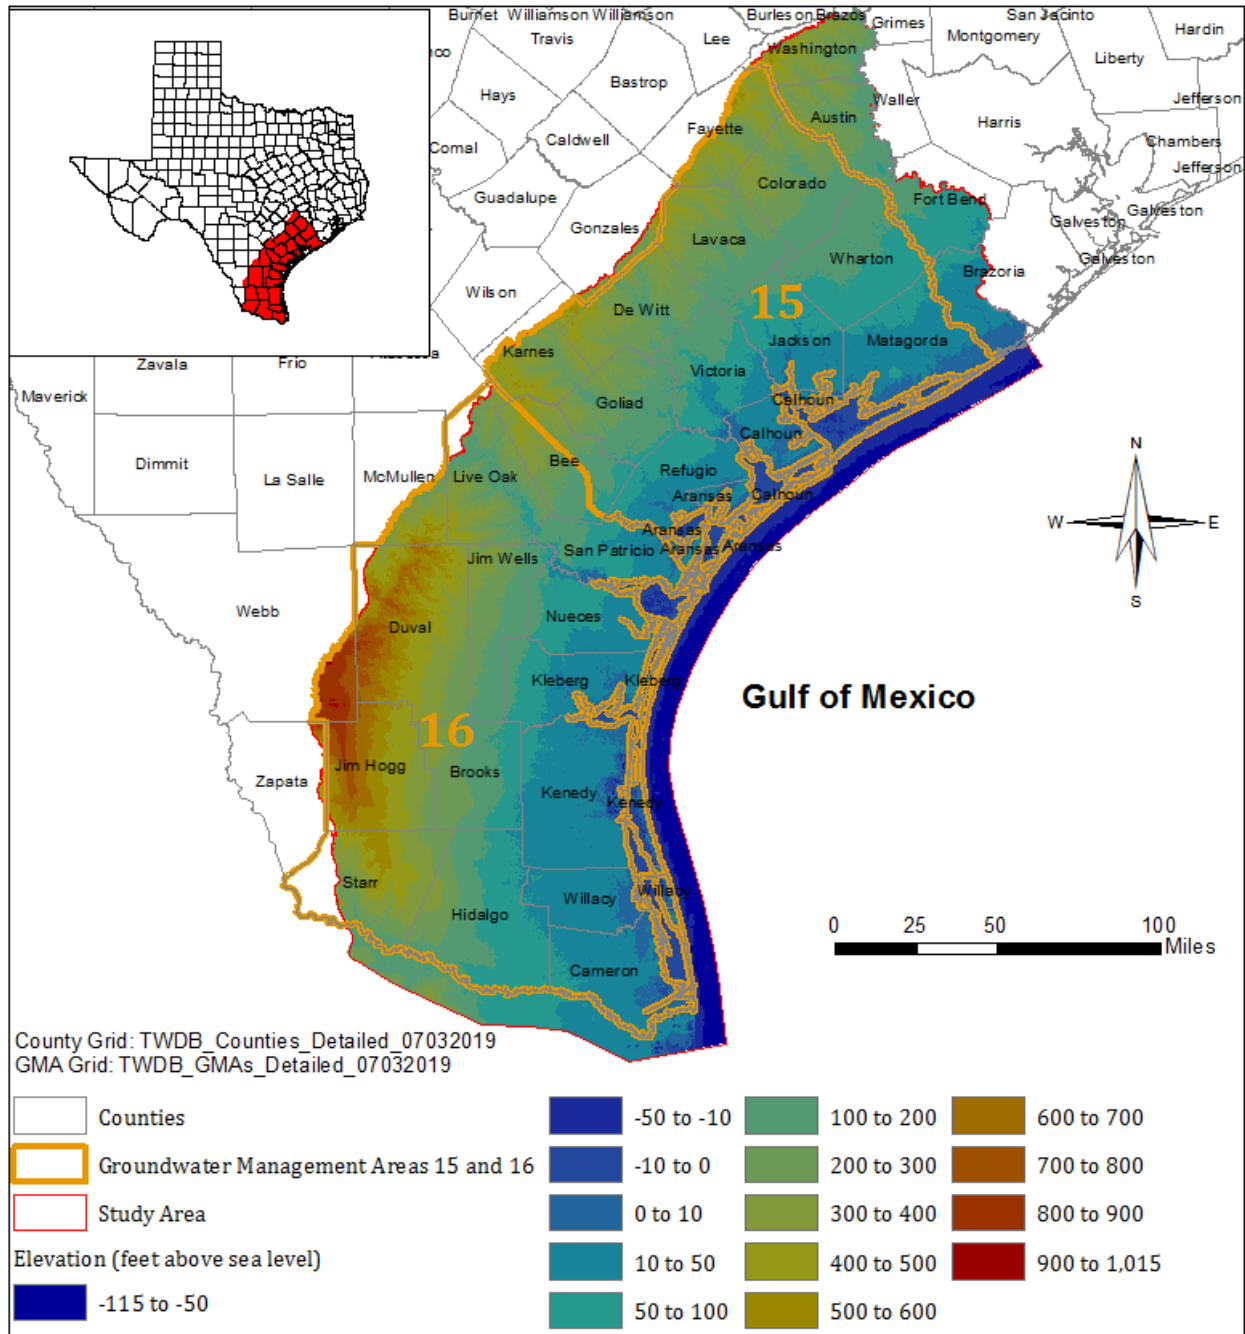 Burnet Williamson Williamson Burleson Brazos Grimes San Jacinto Hardin
Travis Lee Washington Montgomery Liberty
Hays Bastrop Waller Jefferson
Fayette Austin Harris
Comal Caldwell Chambers
Jefferson
Guadalupe Colorado Fort Bend
Galveston Galveston
Gonzales Lavaca
Wharton Galveston
Wilson Brazoria
De Witt 15
Karnes Jackson Matagorda
Zavala Frio
Maverick Victoria
Goliad Calhoun
Calhoun
Dimmit La Salle McMullen Live Oak Bee Refugio
Aransas Calhoun
Aransas
San Patricio Aransas Aransas
Jim Wells
Webb Nueces
Duval
Kleberg Kleberg
Gulf of Mexico
16
Zapata Jim Hogg Brooks
Kenedy Kenedy
Starr Willacy Willacy
Hidalgo
Cameron
N
W E
S
0 25 50 100
Miles
County Grid: TWDB_Counties_Detailed_07032019
GMA Grid: TWDB_GMAs_Detailed_07032019
Counties
Groundwater Management Areas 15 and 16
Study Area
Elevation (feet above sea level)
-115 to -50
-50 to -10
-10 to 0
0 to 10
10 to 50
50 to 100
100 to 200
200 to 300
300 to 400
400 to 500
500 to 600
600 to 700
700 to 800
800 to 900
900 to 1,015